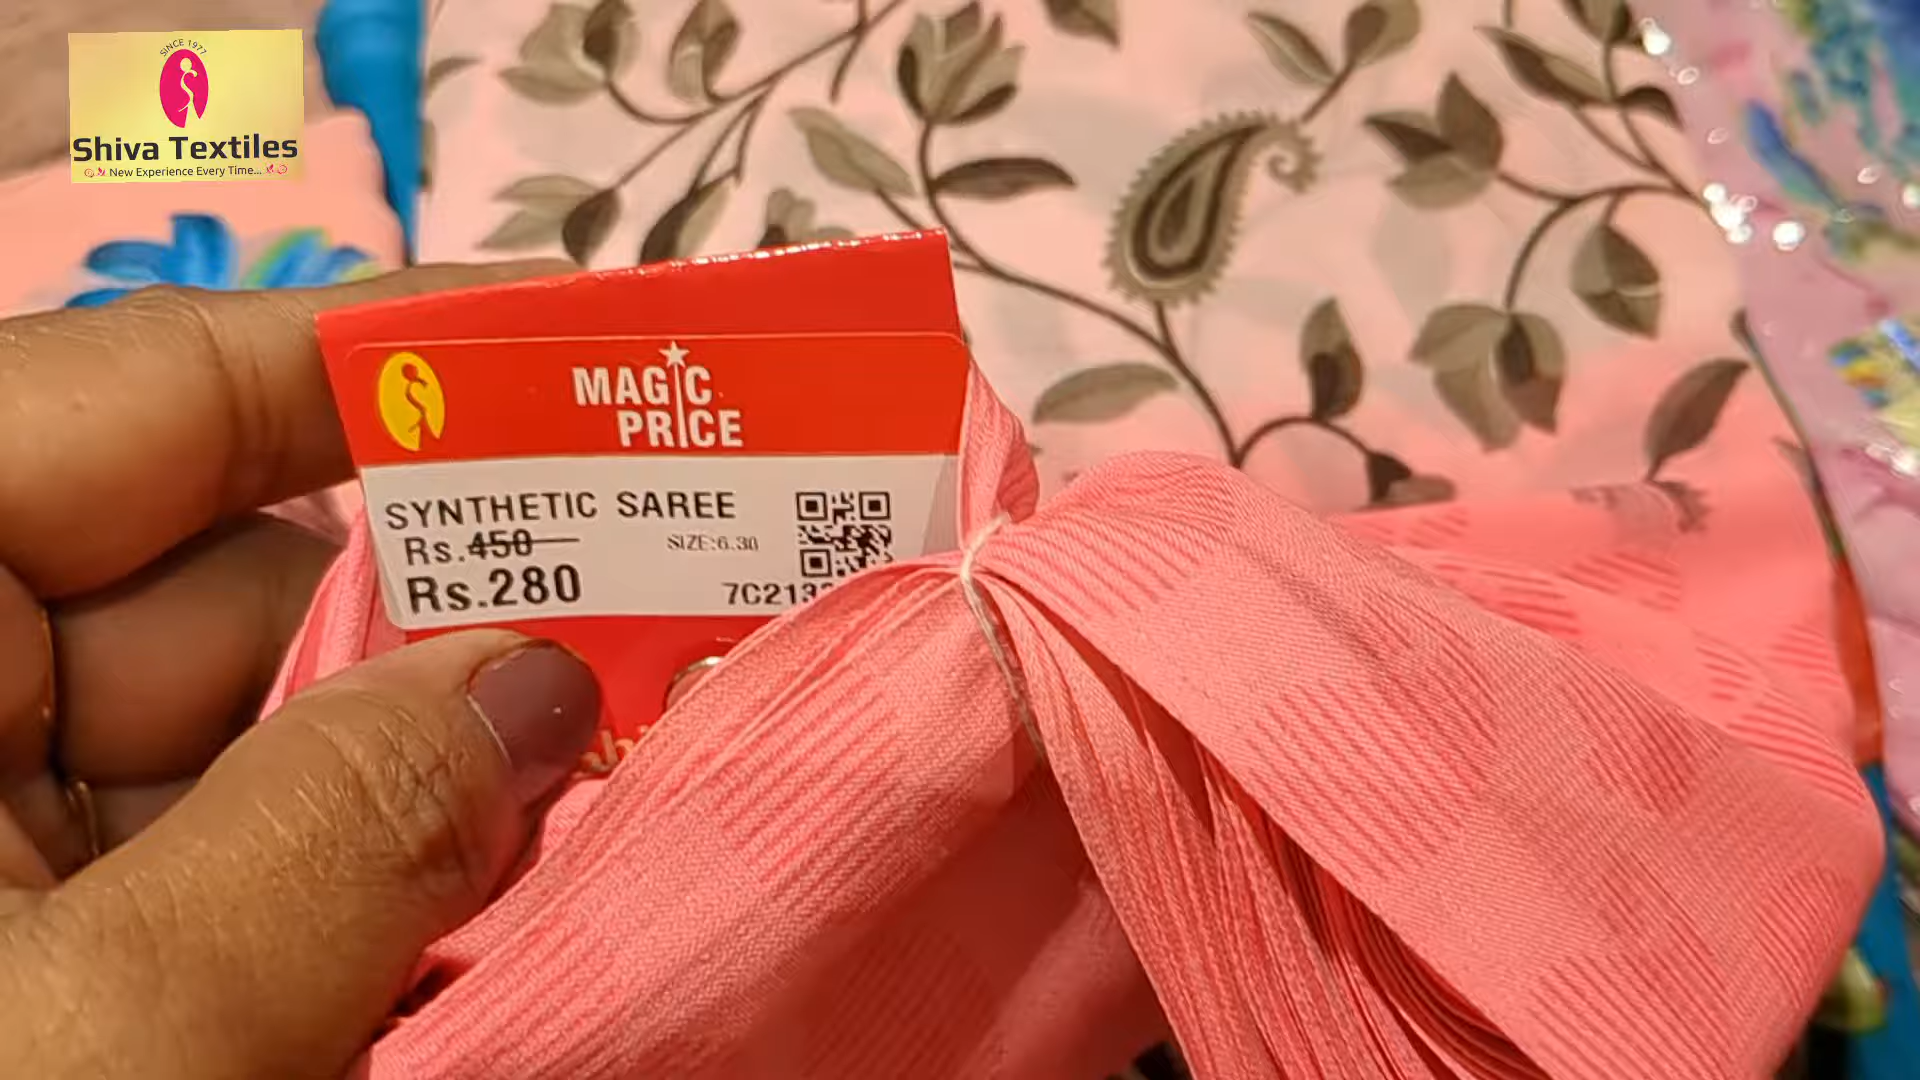 SINCE 1977
Shiva Textiles
New Experience Every Time...
MAGIC
PRICE
SYNTHETIC SAREE
Rs.450
SIZE:6.30
Rs.280